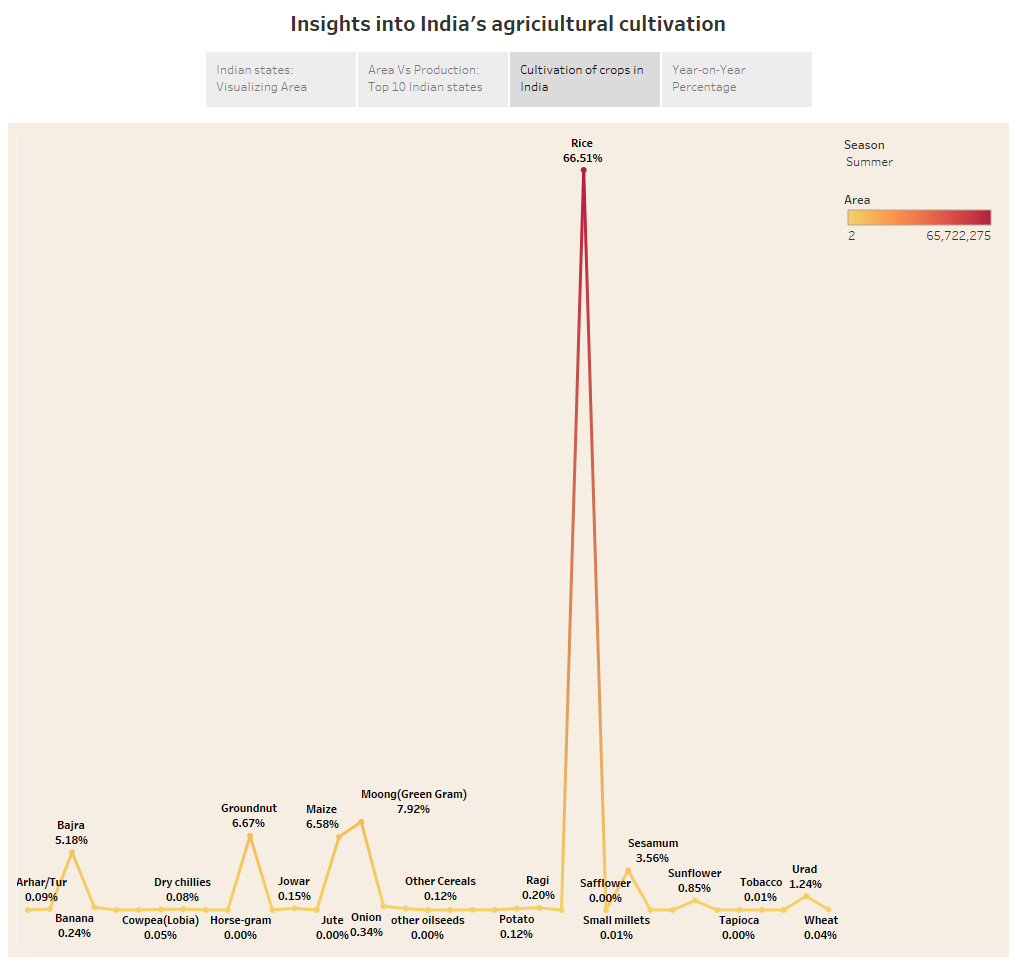 Insights into India's agriciultural cultivation
Indian states:
Visualizing Area
Area Vs Production:
Top 10 Indian states
Cultivation of crops in
India
Year-on-Year
Percentage
Season
Summer
Area
2
65,722,275
Rice
66.51%
Moong(Green Gram)
7.92%
Groundnut
6.67%
Maize
6.58%
Bajra
5.18%
Sesamum
3.56%
Sunflower
0.85%
Urad
1.24%
Arhar/Tur
0.09%
Dry chillies
0.08%
Jowar
0.15%
Other Cereals
0.12%
Ragi
0.20%
Safflower
0.00%
Tobacco
0.01%
Banana
0.24%
Cowpea(Lobia)
0.05%
Horse-gram
0.00%
Jute
0.00%
Onion
0.34%
other oilseeds
0.00%
Potato
0.12%
Small millets
0.01%
Tapioca
0.00%
Wheat
0.04%